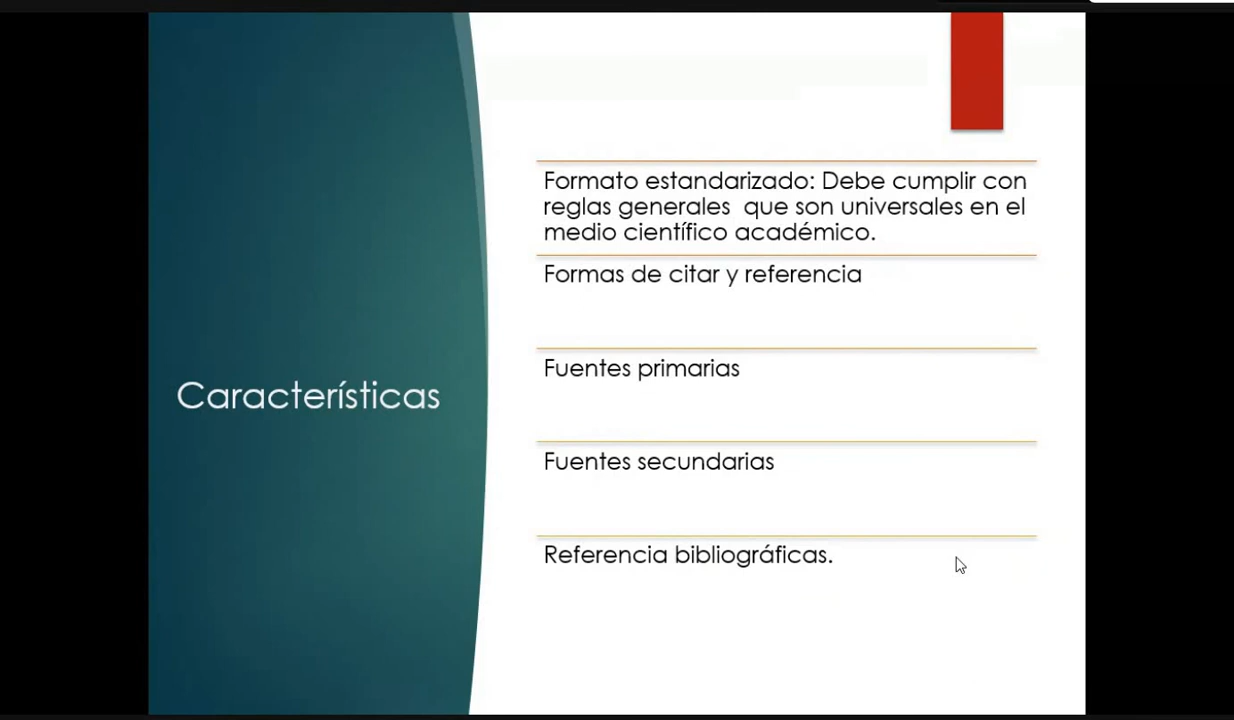 Características
Formato estandarizado: Debe cumplir con
reglas generales  que son universales en el
medio científico académico.
Formas de citar y referencia
Fuentes primarias
Fuentes secundarias
Referencia bibliográficas.